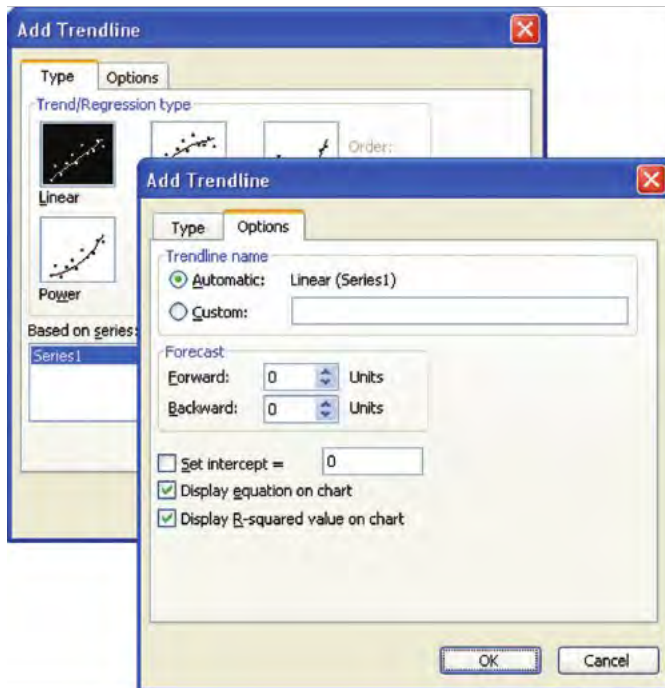 Add Trendline
Type Options
Trend/Regression type
Order:
Linear
Power
Based on series:
Series1
Add Trendline
Type Options
Trendline name
Automatic: Linear (Series1)
Custom:
Forecast
Forward: 0 Units
Backward: 0 Units
Set intercept = 0
Display equation on chart
Display R-squared value on chart
OK Cancel